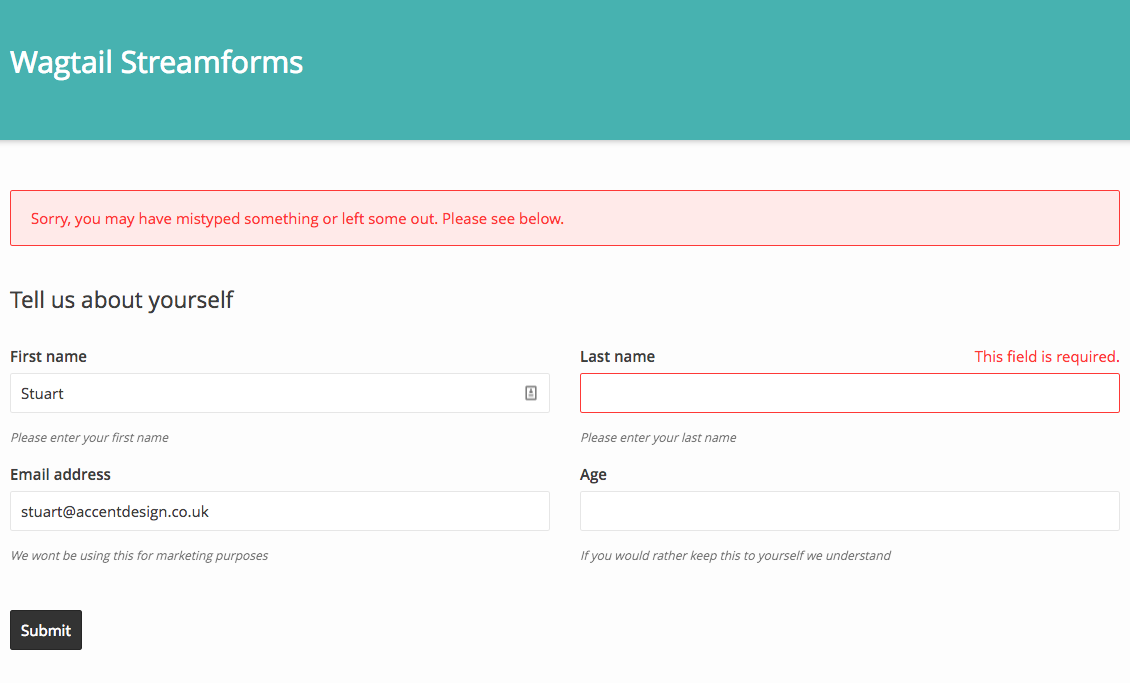 Wagtail Streamforms
Sorry, you may have mistyped something or left some out. Please see below.
Tell us about yourself
First name
Stuart
Please enter your first name
Last name
This field is required.
Please enter your last name
Email address
stuart@accentdesign.co.uk
We wont be using this for marketing purposes
Age
If you would rather keep this to yourself we understand
Submit